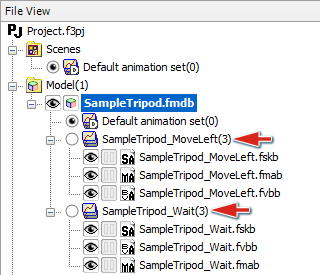 File View
Project.f3pj
Scenes
Default animation set(0)
Model(1)
SampleTripod.fmdb
Default animation set(0)
SampleTripod_MoveLeft(3)
SampleTripod_MoveLeft.fskb
SampleTripod_MoveLeft.fmab
SampleTripod_MoveLeft.fvbb
SampleTripod_Wait(3)
SampleTripod_Wait.fskb
SampleTripod_Wait.fvbb
SampleTripod_Wait.fmab